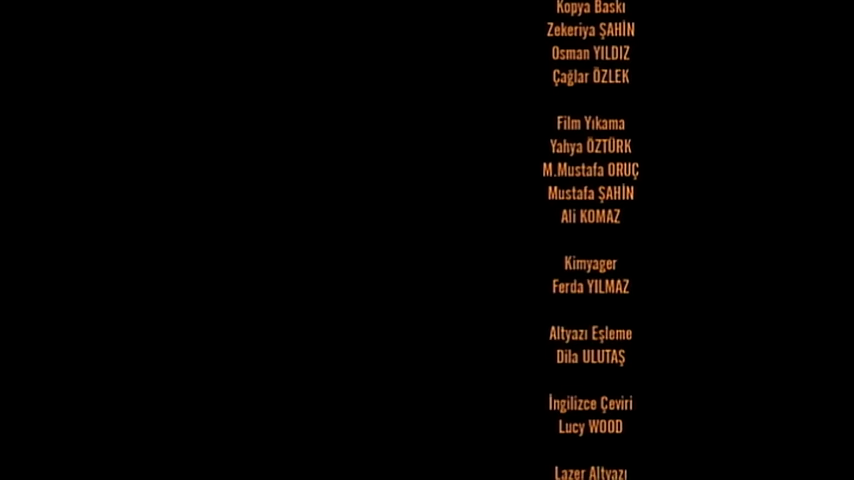 Kopya Baskı
Zekeriya ŞAHİN
Osman YILDIZ
Çağlar ÖZLEK
Film Yıkama
Yahya ÖZTÜRK
M.Mustafa ORUÇ
Mustafa ŞAHİN
Ali KOMAZ
Kimyager
Ferda YILMAZ
Altyazı Eşleme
Dila ULUTAŞ
İngilizce Çeviri
Lucy WOOD
Lazer Altyazı